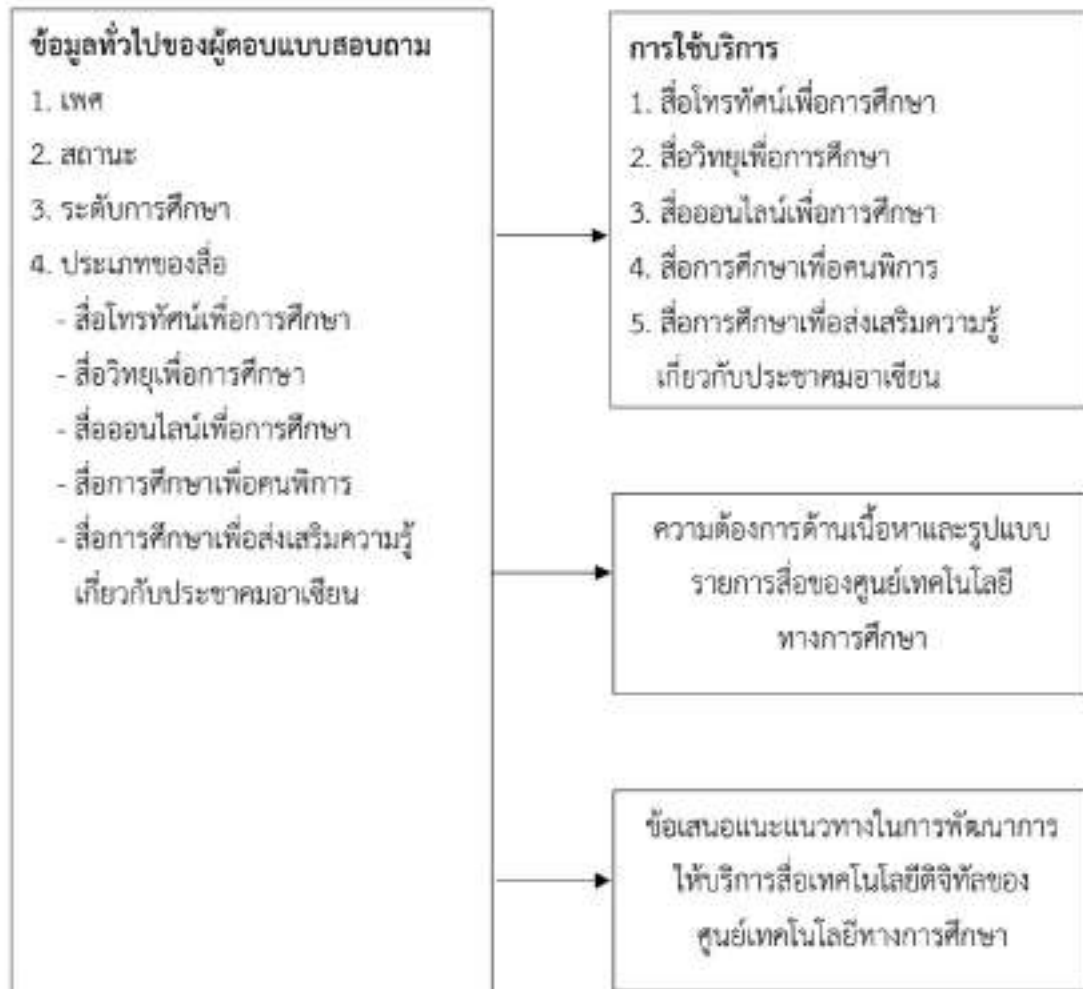 ข้อมูลทั่วไปของผู้ตอบแบบสอบถาม
1. เพศ
2. สถานะ
3. ระดับการศึกษา
4. ประเภทของสื่อ
- สื่อโทรทัศน์เพื่อการศึกษา
- สื่อวิทยุเพื่อการศึกษา
- สื่อออนไลน์เพื่อการศึกษา
- สื่อการศึกษาเพื่อคนพิการ
- สื่อการศึกษาเพื่อส่งเสริมความรู้
เกี่ยวกับประชาคมอาเซียน
การใช้บริการ
1. สื่อโทรทัศน์เพื่อการศึกษา
2. สื่อวิทยุเพื่อการศึกษา
3. สื่อออนไลน์เพื่อการศึกษา
4. สื่อการศึกษาเพื่อคนพิการ
5. สื่อการศึกษาเพื่อส่งเสริมความรู้
เกี่ยวกับประชาคมอาเซียน
ความต้องการด้านเนื้อหาและรูปแบบ
รายการสื่อของศูนย์เทคโนโลยี
ทางการศึกษา
ข้อเสนอแนะแนวทางในการพัฒนาการ
ให้บริการสื่อเทคโนโลยีดิจิทัลของ
ศูนย์เทคโนโลยีทางการศึกษา